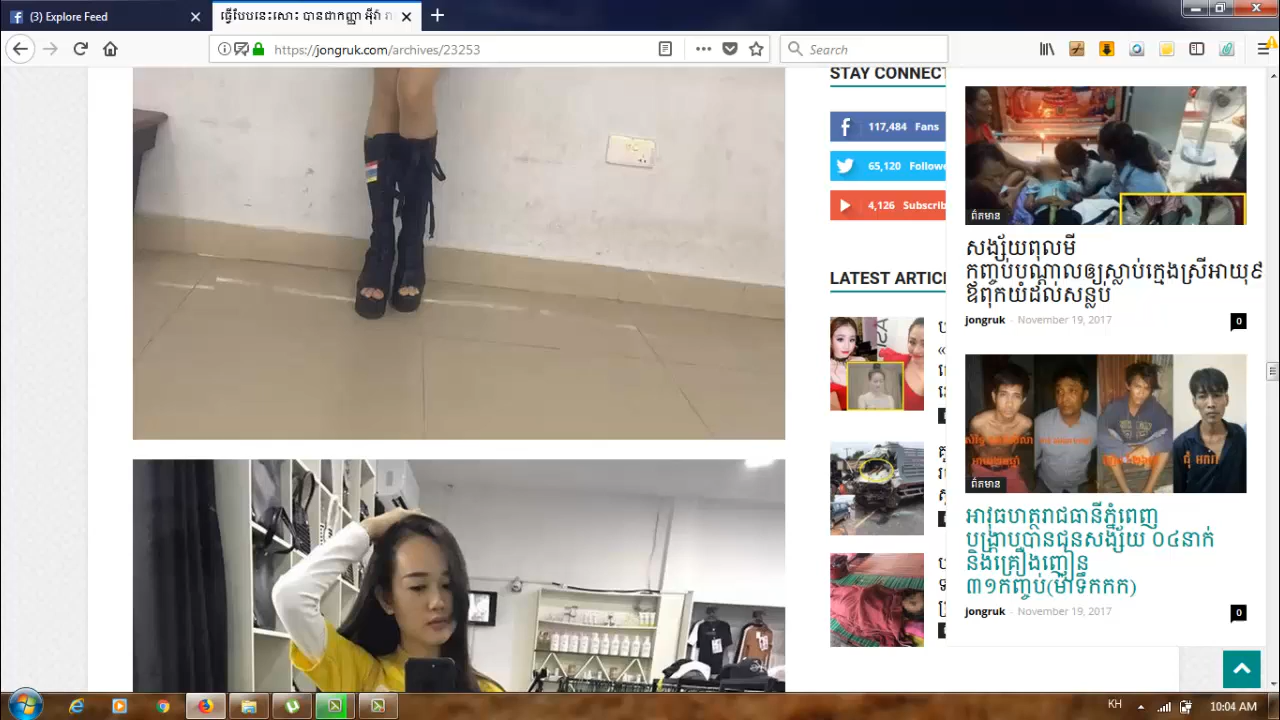 (3) Explore Feed
ធ្វើបែបនេះសោះ បានជាកញ្ញា អ៊ីវ៉ា
https://jongruk.com/archives/23253
Search
STAY CONNECT
117,484 Fans
65,120 Followe
4,126 Subscrib
LATEST ARTICL
ព័ត៌មាន
សង្ស័យពុលមី
កញ្ចប់បណ្តាលឲ្យស្លាប់ក្មេងស្រីអាយុ៩
ឪពុកយំដល់សន្លប់
jongruk - November 19, 2017
0
ព័ត៌មាន
អាវុធហត្ថរាជធានីភ្នំពេញ
បង្ក្រាបបានជនសង្ស័យ ០៤នាក់
និងគ្រឿងញៀន
៣១កញ្ចប់(ម៉ាទឹកកក)
jongruk - November 19, 2017
0
KH
10:04 AM